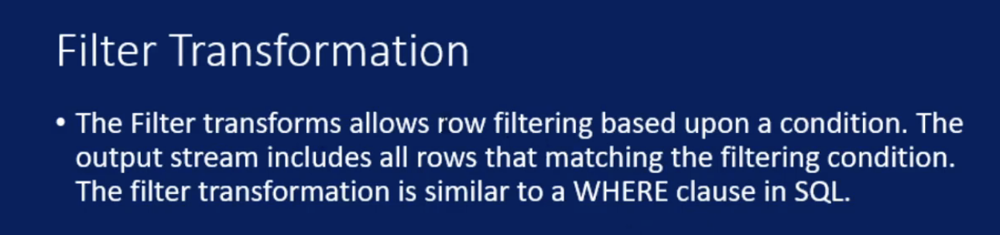 Filter Transformation
• The Filter transforms allows row filtering based upon a condition. The
output stream includes all rows that matching the filtering condition.
The filter transformation is similar to a WHERE clause in SQL.